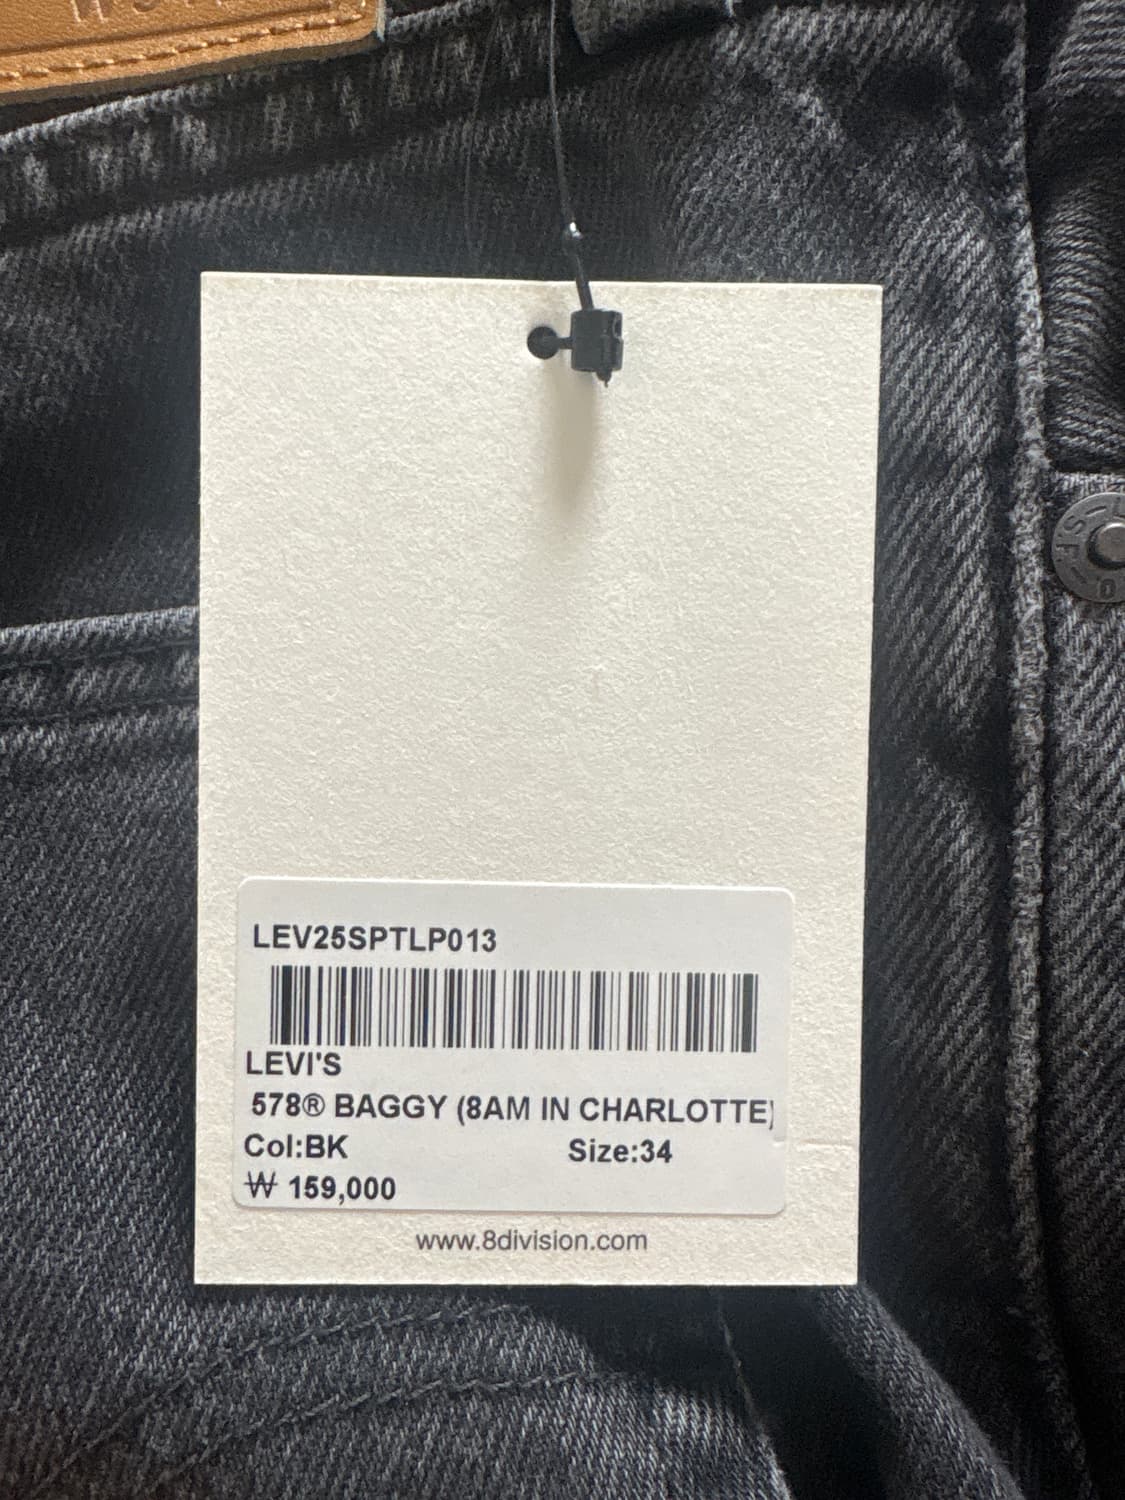 LEV25SPTLP013
LEVI'S
578® BAGGY (8AM IN CHARLOTTE)
Col:BK Size:34
₩ 159,000
www.8division.com